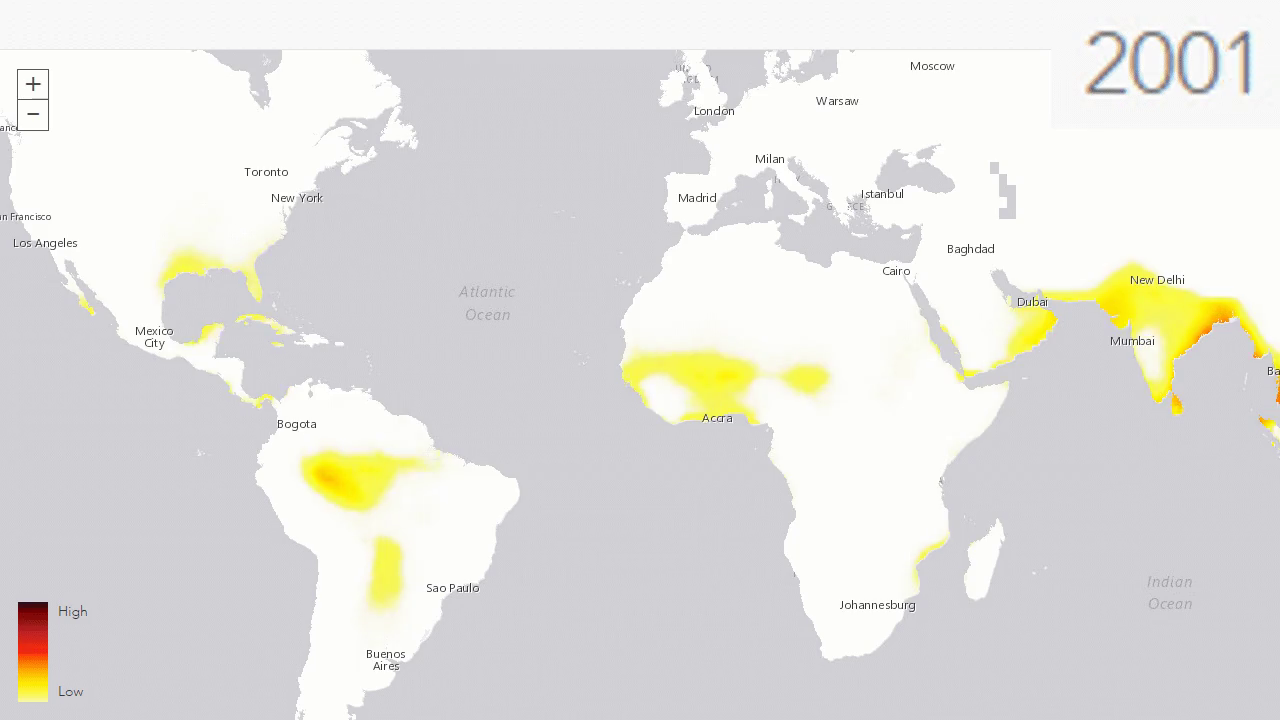 2001
+
−
Moscow
Warsaw
London
Toronto
Milan
New York
Madrid
Istanbul
n Francisco
Los Angeles
Baghdad
Cairo
New Delhi
Atlantic
Ocean
Dubai
Mexico
City
Mumbai
Ba
Accra
Bogota
Sao Paulo
Indian
Ocean
Johannesburg
High
Buenos
Aires
Low